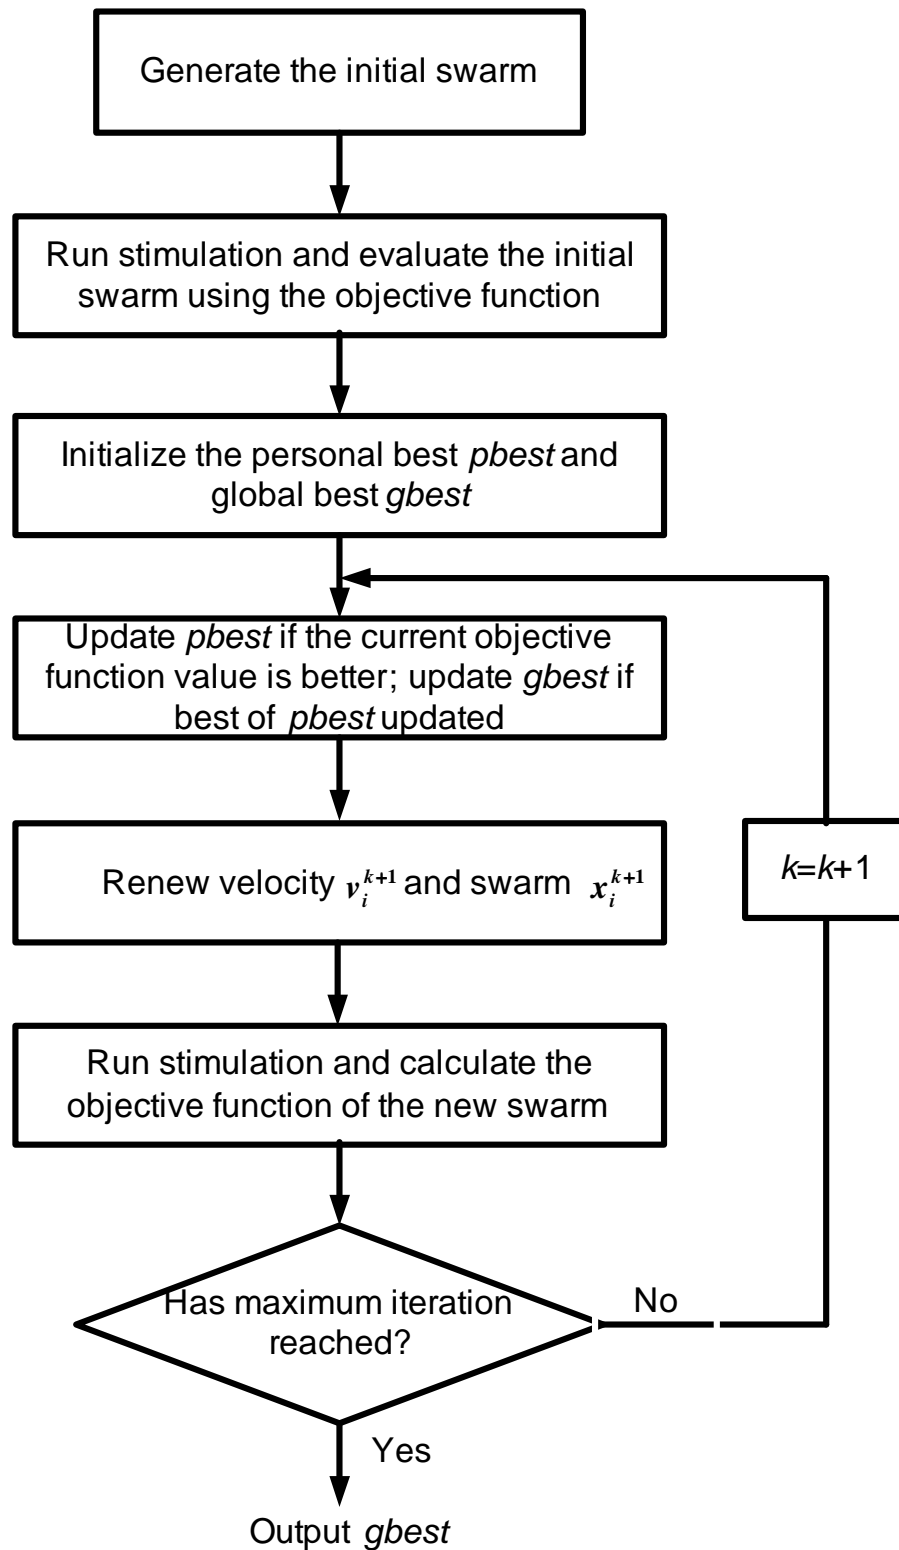 Generate the initial swarm
Run stimulation and evaluate the initial
swarm using the objective function
Initialize the personal best pbest and
global best gbest
Update pbest if the current objective
function value is better; update gbest if
best of pbest updated
Renew velocity v_i^{k+1} and swarm x_i^{k+1}
k=k+1
Run stimulation and calculate the
objective function of the new swarm
Has maximum iteration
reached?
No
Yes
Output gbest